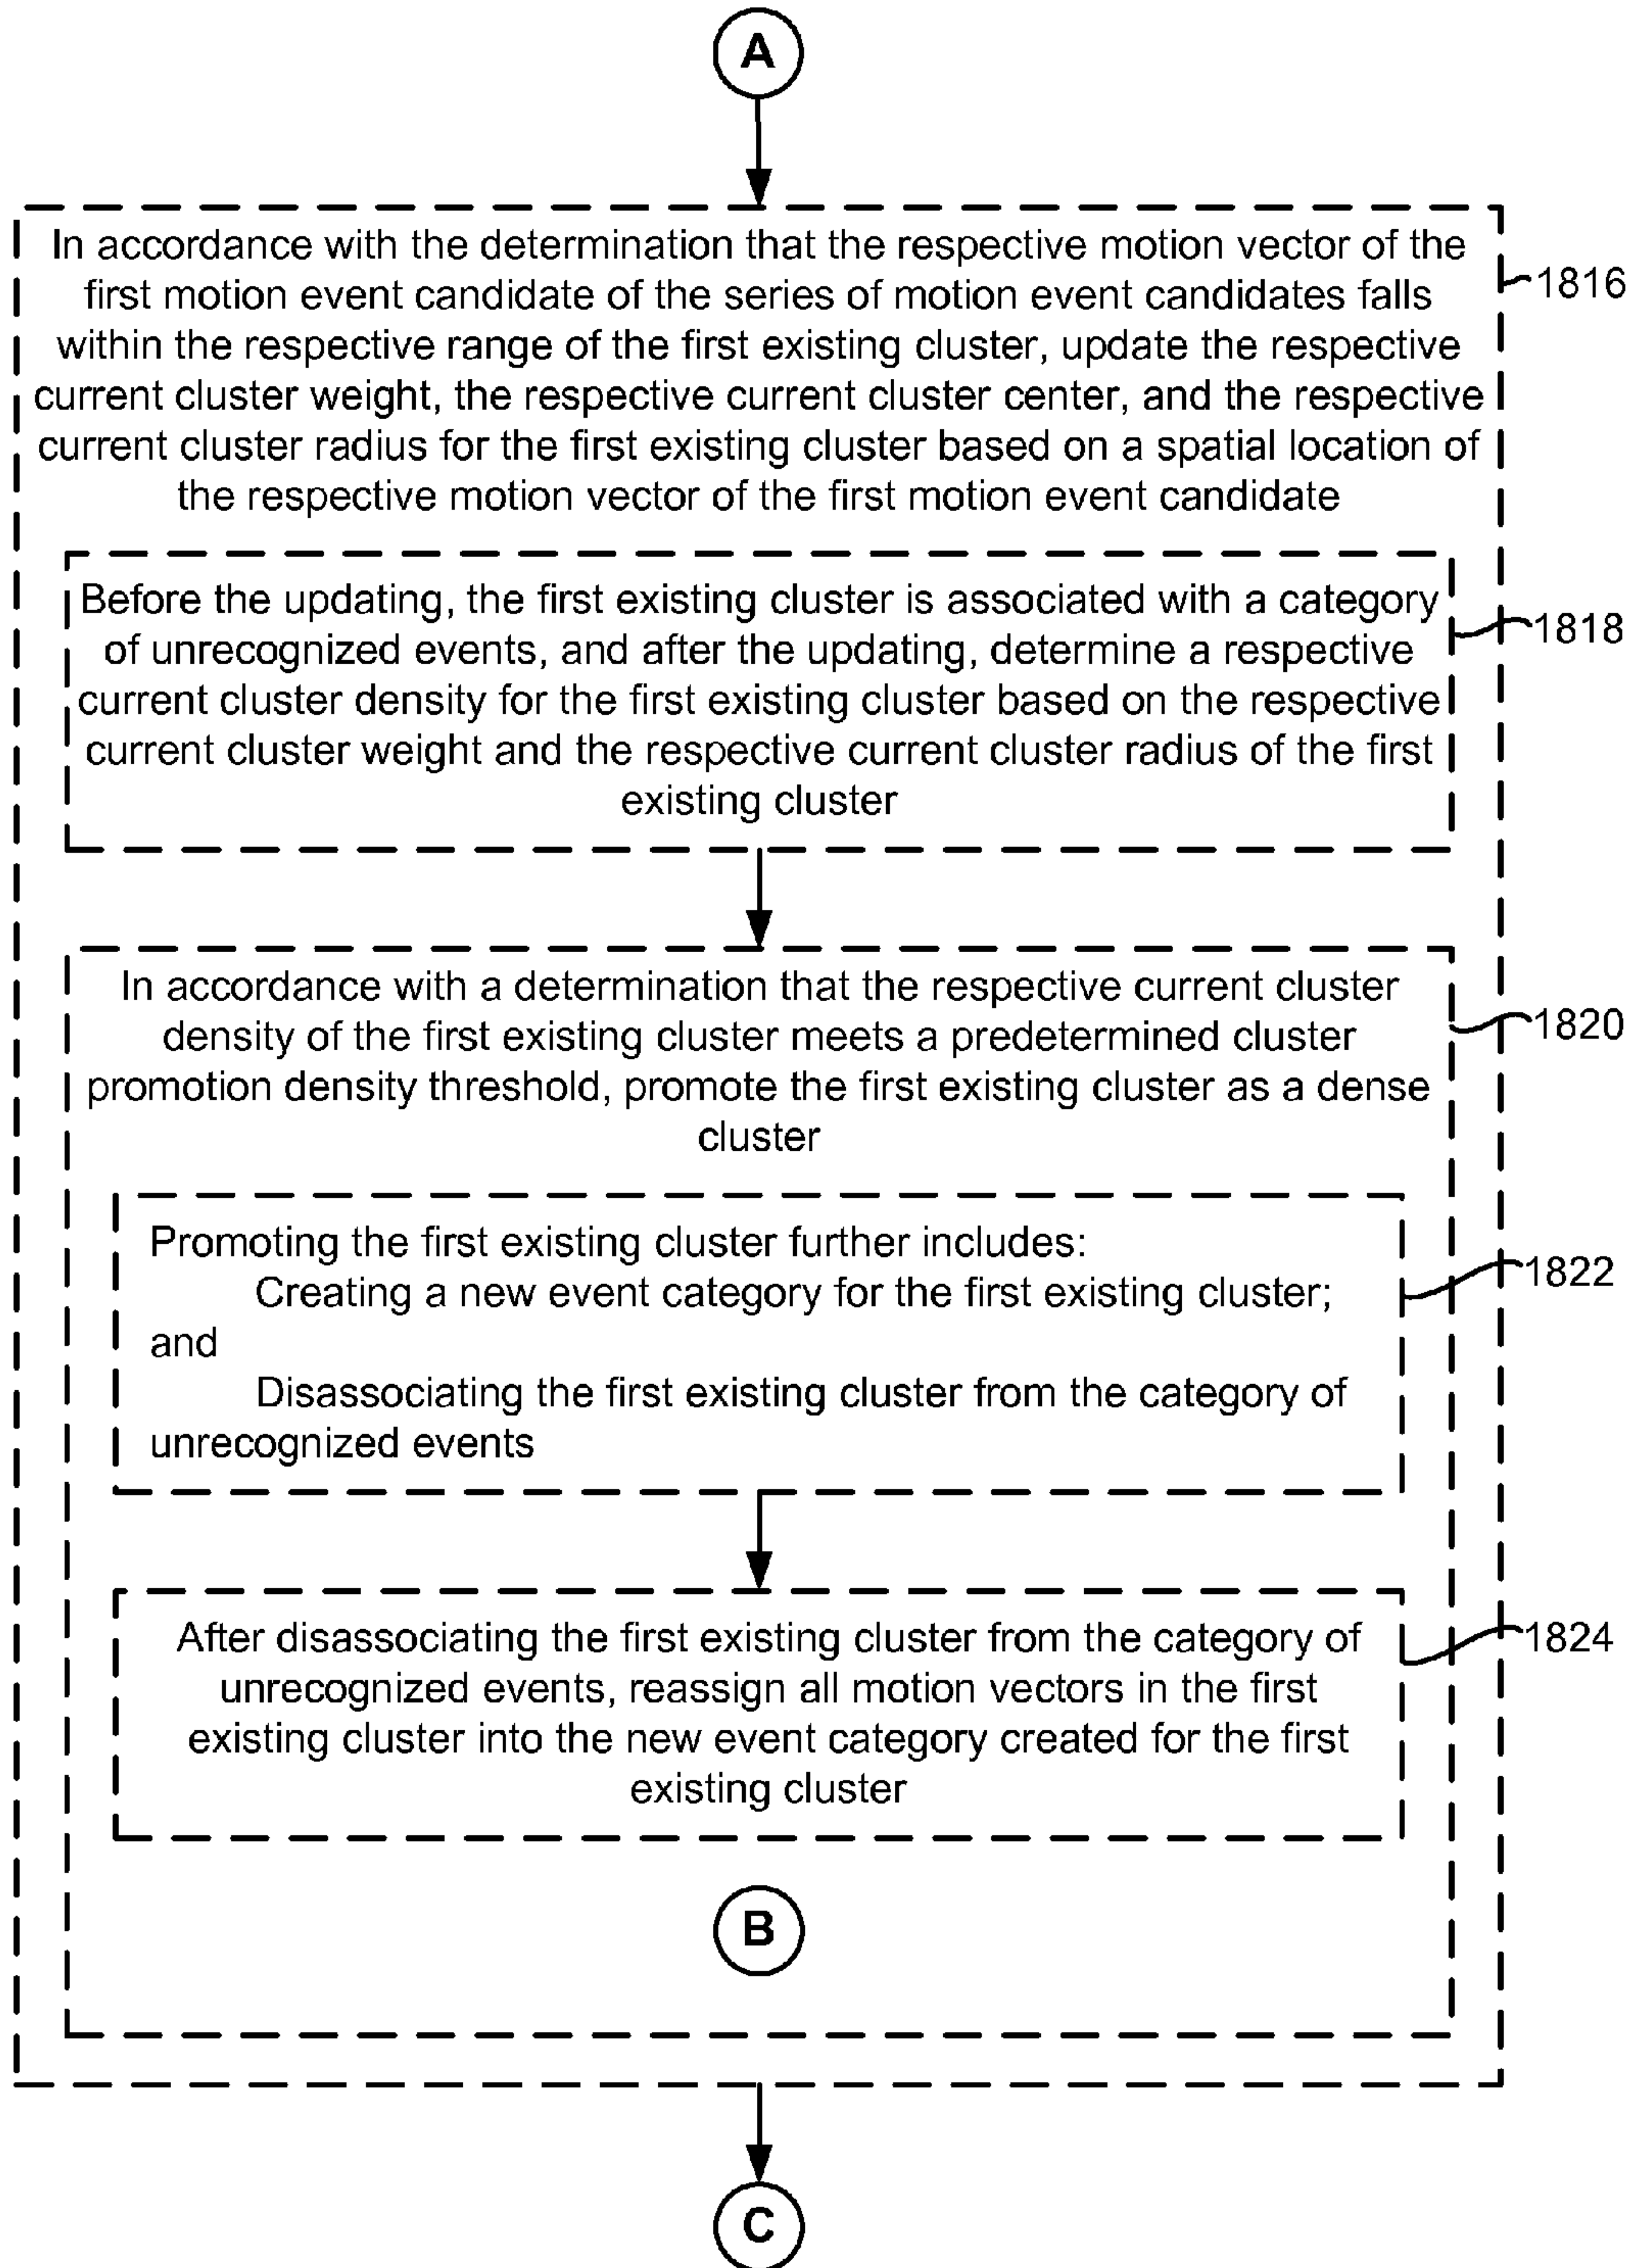 A
In accordance with the determination that the respective motion vector of the
first motion event candidate of the series of motion event candidates falls
within the respective range of the first existing cluster, update the respective
current cluster weight, the respective current cluster center, and the respective
current cluster radius for the first existing cluster based on a spatial location of
the respective motion vector of the first motion event candidate
1816
Before the updating, the first existing cluster is associated with a category
of unrecognized events, and after the updating, determine a respective
current cluster density for the first existing cluster based on the respective
current cluster weight and the respective current cluster radius of the first
existing cluster
1818
In accordance with a determination that the respective current cluster
density of the first existing cluster meets a predetermined cluster
promotion density threshold, promote the first existing cluster as a dense
cluster
1820
Promoting the first existing cluster further includes:
Creating a new event category for the first existing cluster;
and
Disassociating the first existing cluster from the category of
unrecognized events
1822
After disassociating the first existing cluster from the category of
unrecognized events, reassign all motion vectors in the first
existing cluster into the new event category created for the first
existing cluster
1824
B
C